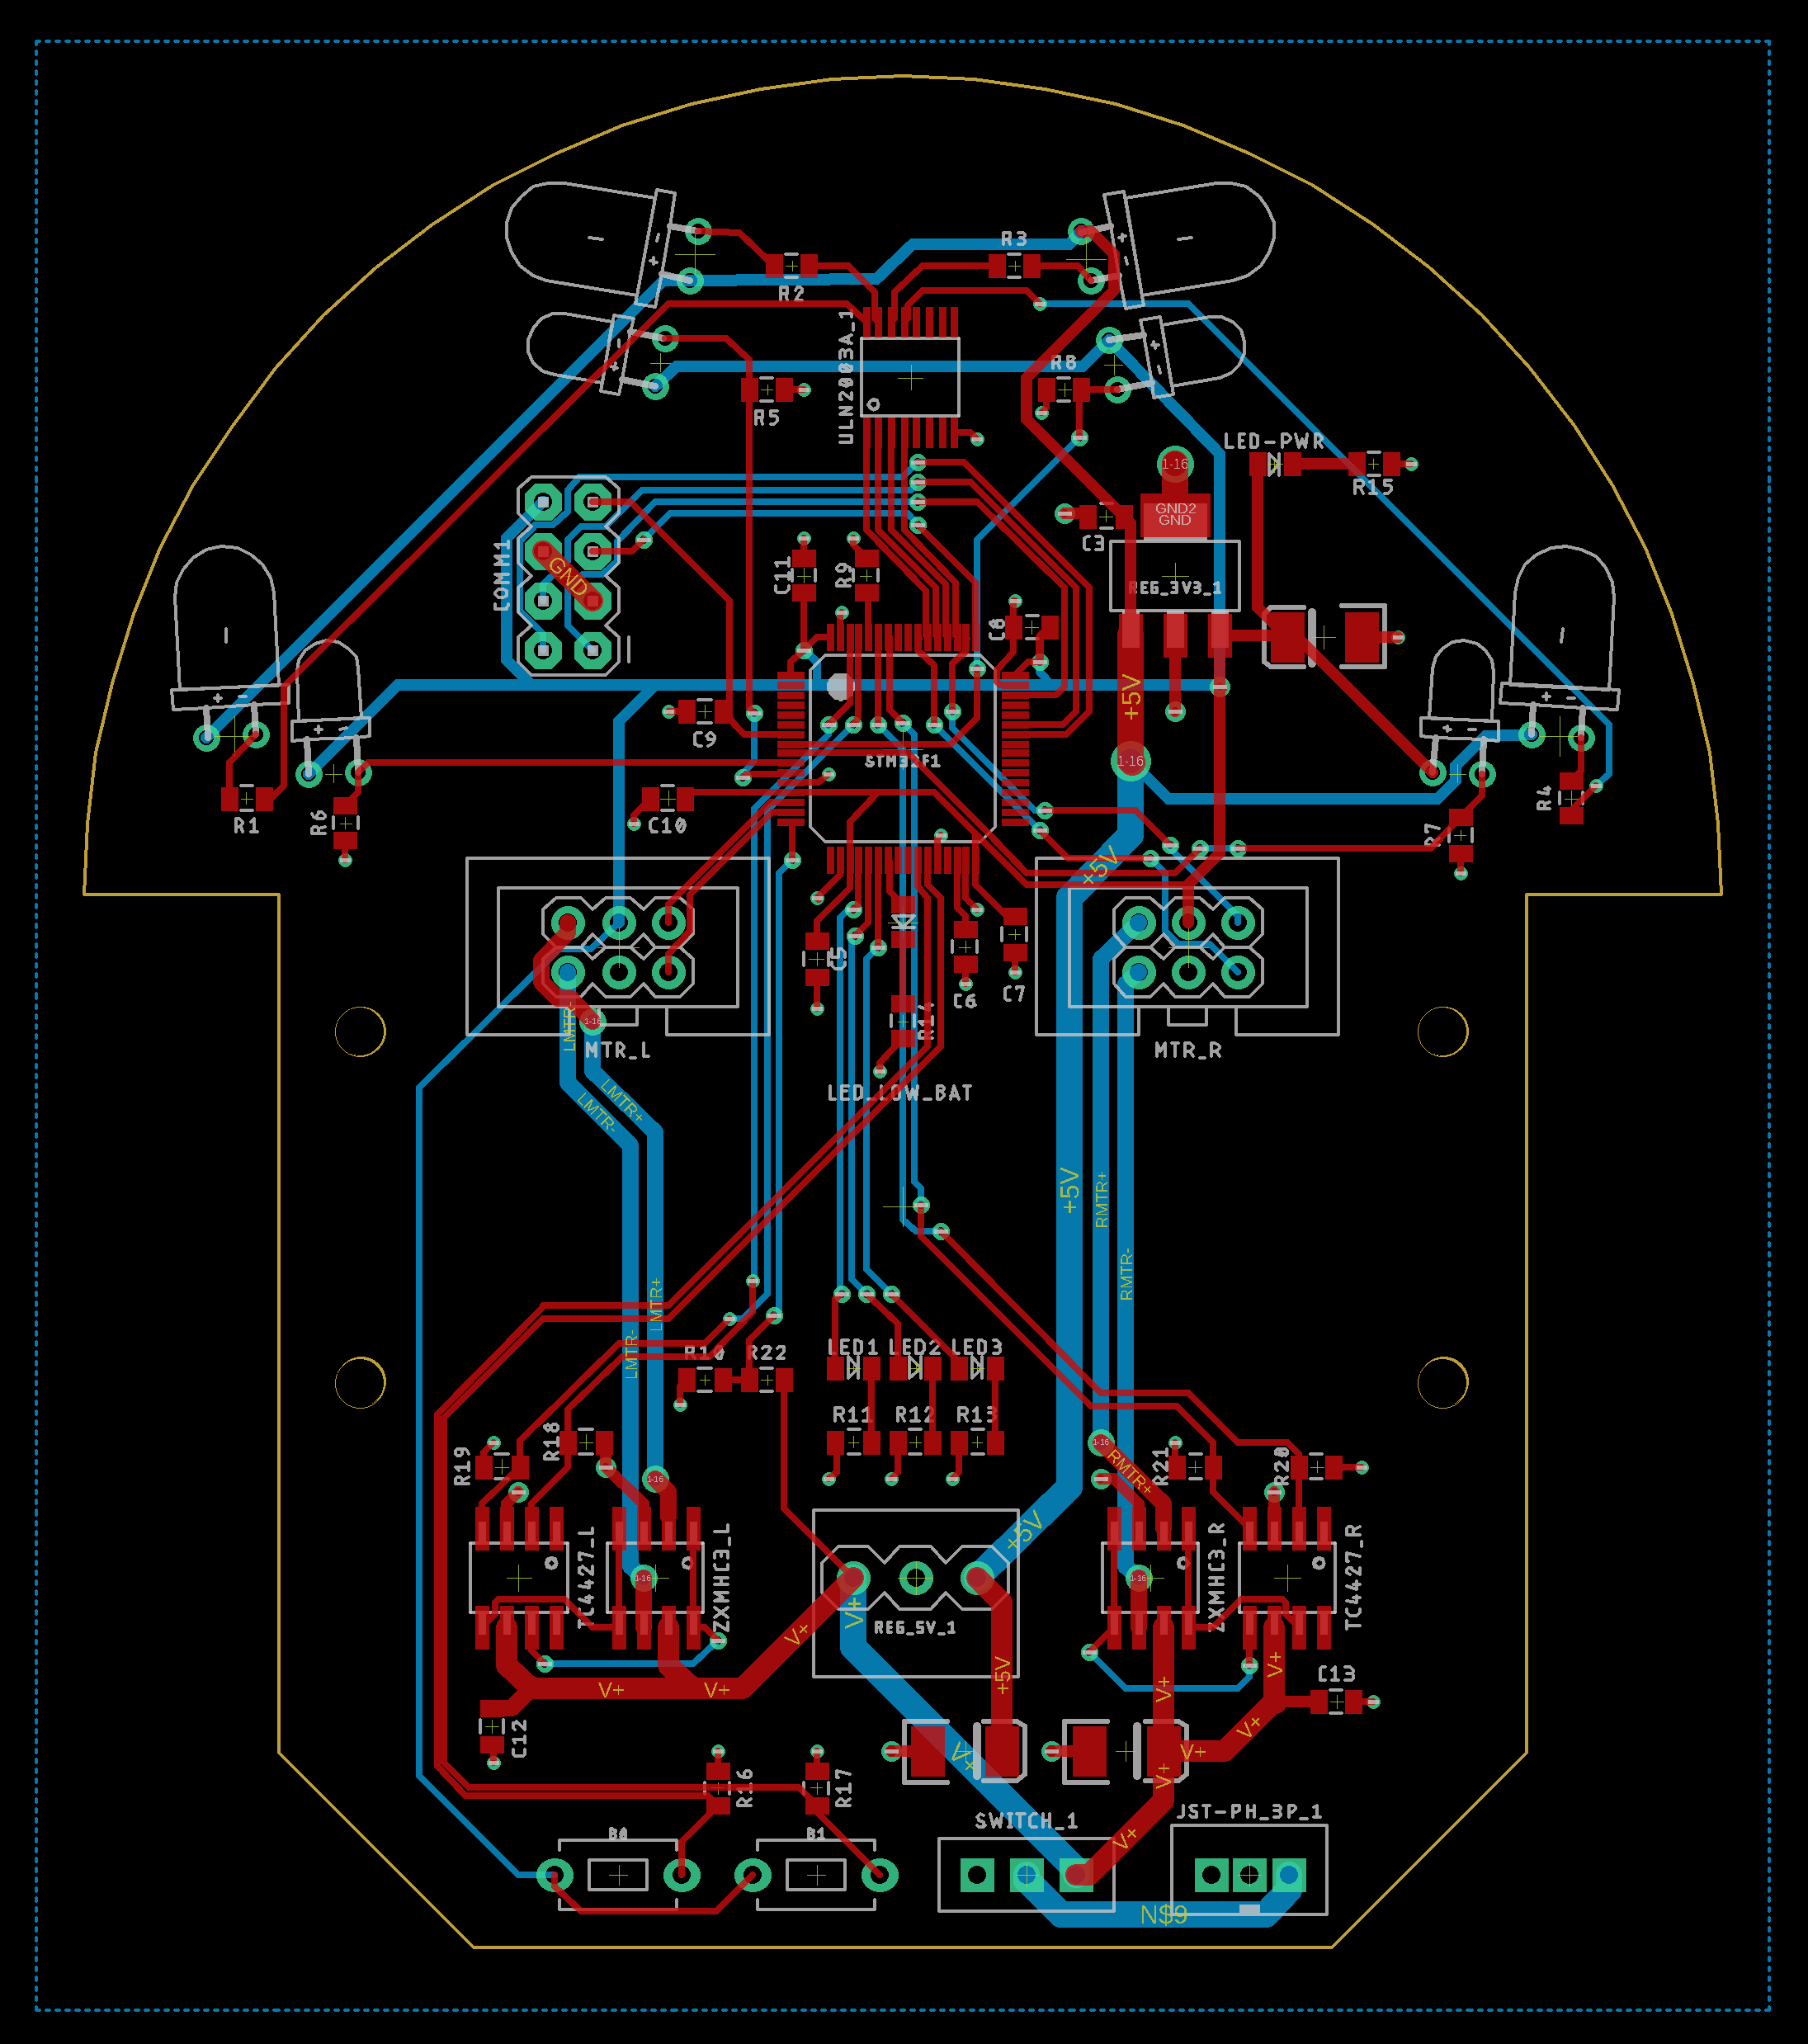 R3
R2
ULN2003A_1
R8
R5
LED-PWR
R15
1-16
GND2
GND
C3
COMM1
GND
C11
R9
REG_3V3_1
C8
+5V
C9
STM32F1
1-16
R1
R6
C10
R4
R7
+5V
C5
C6
C7
1-16
LMTR-
MTR_L
R14
MTR_R
LED_LOW_BAT
LMTR+
LMTR-
+5V
RMTR+
RMTR-
LMTR+
LMTR-
R10
R22
LED1
LED2
LED3
R11
R12
R13
R19
R18
1-16
1-16
RMTR+
R21
R20
+5V
TC4427_L
1-16
ZXMHC3_L
1-16
ZXMHC3_R
TC4427_R
V+
V+
REG_5V_1
+5V
V+
V+
V+
V+
C13
C12
V+
V+
V+
V+
R16
R17
SWITCH_1
JST-PH_3P_1
V+
B0
B1
N$9